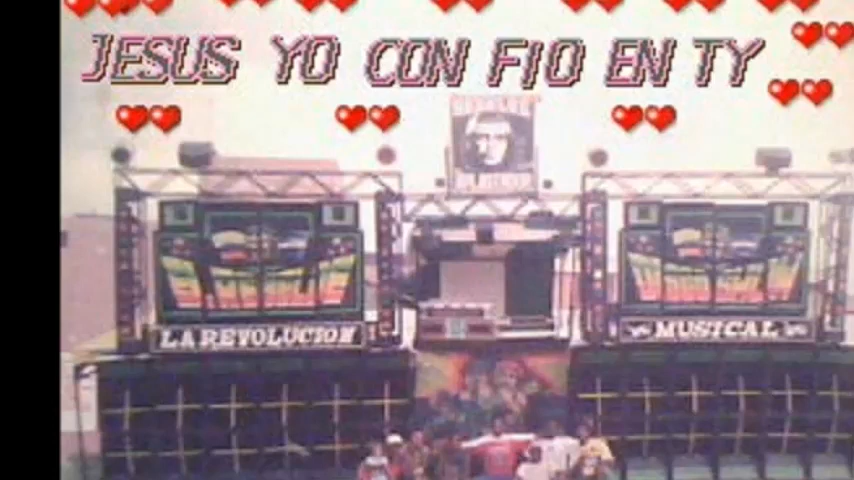 JESUS YO CON FIO EN TY
LA REVOLUCION
MUSICAL